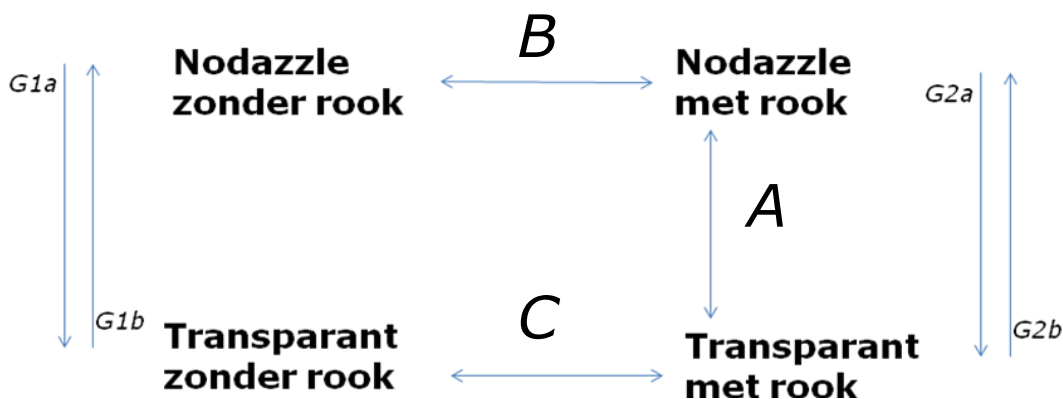 B
Nodazzle
zonder rook
Nodazzle
met rook
G1a
G2a
A
G1b
G2b
C
Transparant
zonder rook
Transparant
met rook